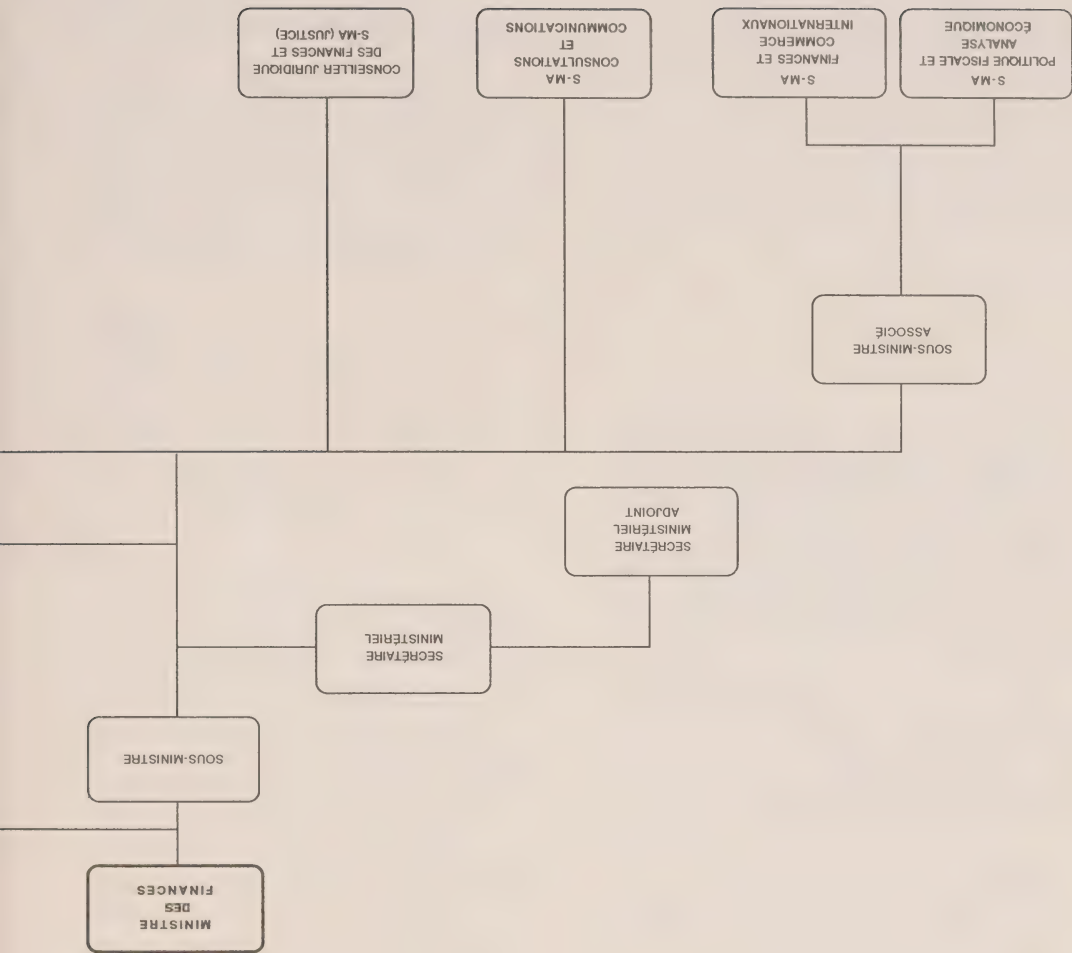 MINISTRE
DES
FINANCES
SOUS-MINISTRE
SECRÉTAIRE
MINISTÉRIEL
SECRÉTAIRE
MINISTÉRIEL
ADJOINT
SOUS-MINISTRE
ASSOCIÉ
S-MA
POLITIQUE FISCALE ET
ANALYSE
ÉCONOMIQUE
S-MA
FINANCES ET
COMMERCE
INTERNATIONAUX
S-MA
CONSULTATIONS
ET
COMMUNICATIONS
CONSEILLER JURIDIQUE
DES FINANCES ET
S-MA (JUSTICE)